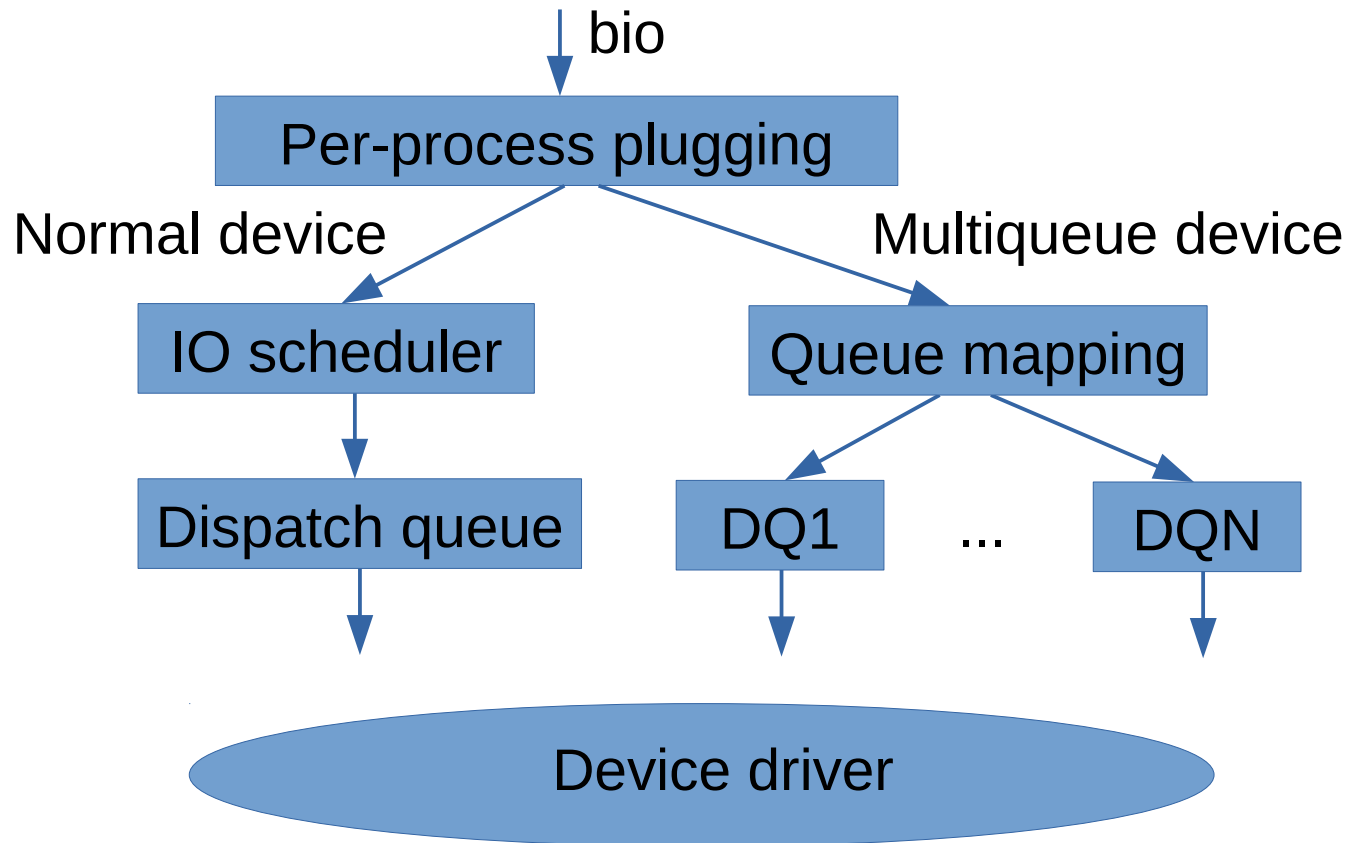 bio
Per-process plugging
Normal device
Multiqueue device
IO scheduler
Queue mapping
Dispatch queue
DQ1
...
DQN
Device driver